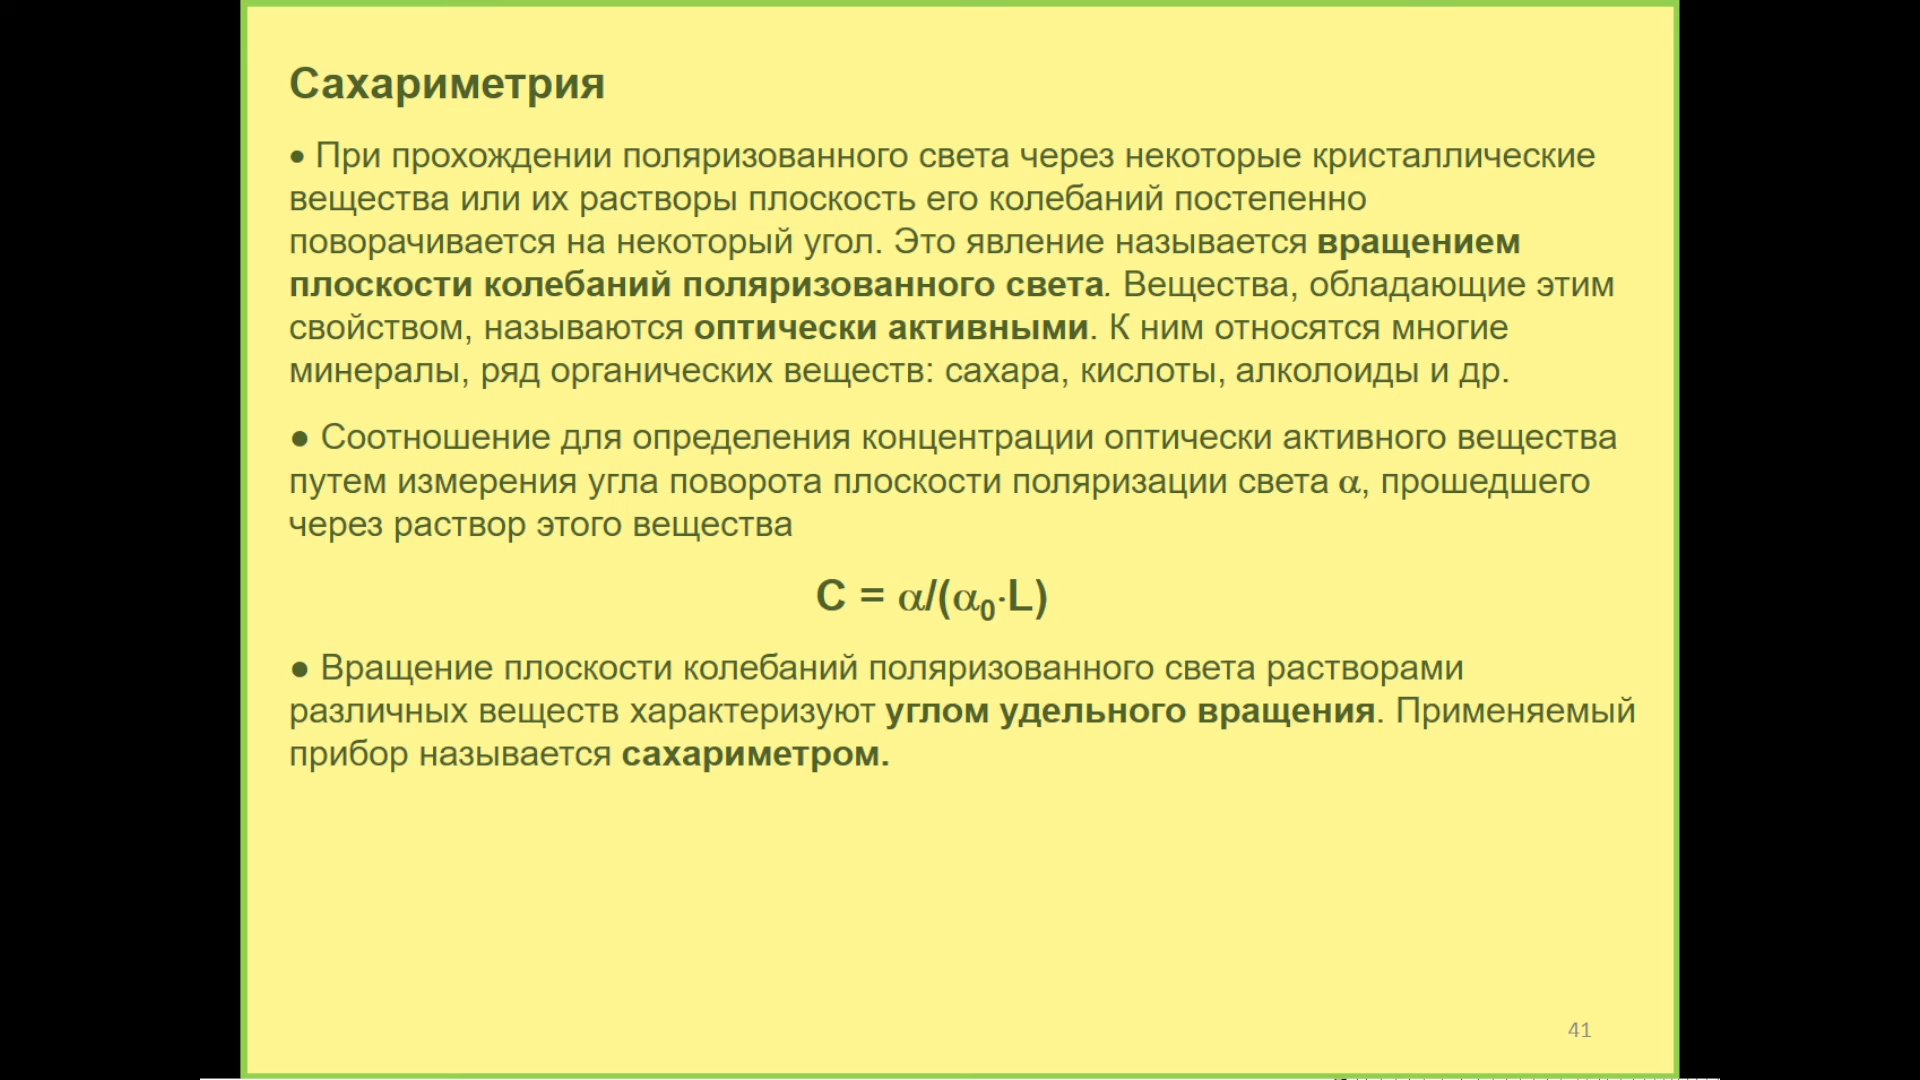 Сахариметрия
• При прохождении поляризованного света через некоторые кристаллические
вещества или их растворы плоскость его колебаний постепенно
поворачивается на некоторый угол. Это явление называется вращением
плоскости колебаний поляризованного света. Вещества, обладающие этим
свойством, называются оптически активными. К ним относятся многие
минералы, ряд органических веществ: сахара, кислоты, алколоиды и др.
● Соотношение для определения концентрации оптически активного вещества
путем измерения угла поворота плоскости поляризации света α, прошедшего
через раствор этого вещества
C = α/(α₀·L)
● Вращение плоскости колебаний поляризованного света растворами
различных веществ характеризуют углом удельного вращения. Применяемый
прибор называется сахариметром.
41